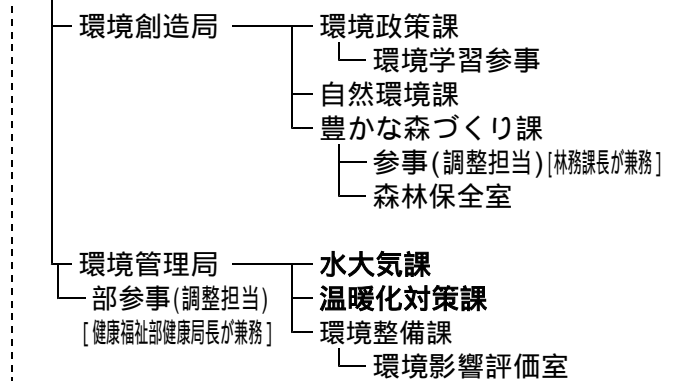 環境創造局 環境政策課
環境学習参事
自然環境課
豊かな森づくり課
参事(調整担当)[林務課長が兼務]
森林保全室
環境管理局 水大気課
部参事(調整担当) 温暖化対策課
[健康福祉部健康局長が兼務] 環境整備課
環境影響評価室